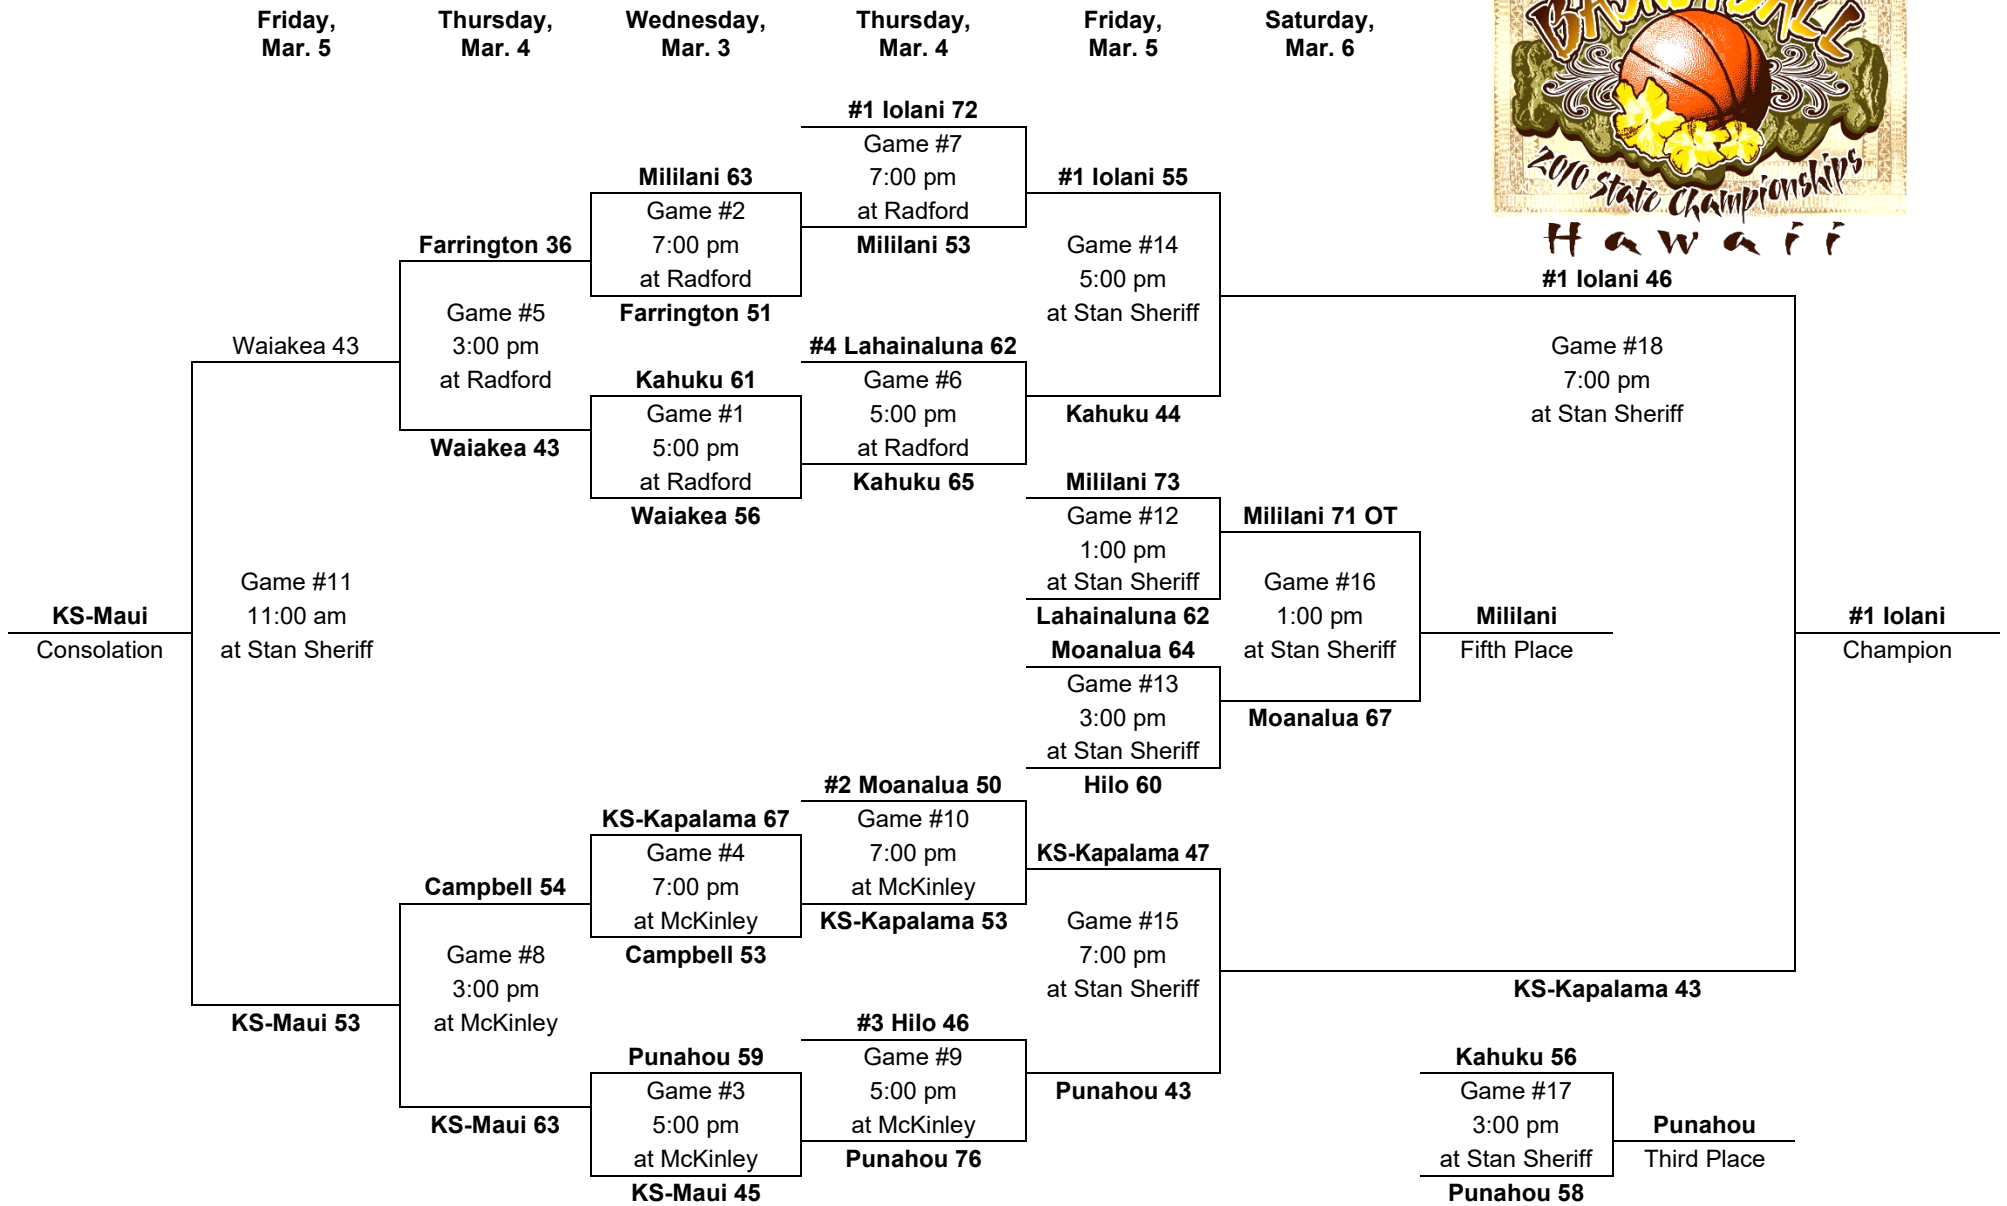 Friday,
Mar. 5
Thursday,
Mar. 4
Wednesday,
Mar. 3
Thursday,
Mar. 4
Friday,
Mar. 5
Saturday,
Mar. 6
BASKETBALL
2010 State Championships
Hawaii
Waiakea 43
Game #11
11:00 am
at Stan Sheriff
KS-Maui
Consolation
KS-Maui 53
Farrington 36
Game #5
3:00 pm
at Radford
Waiakea 43
Campbell 54
Game #8
3:00 pm
at McKinley
KS-Maui 63
Mililani 63
Game #2
7:00 pm
at Radford
Farrington 51
Kahuku 61
Game #1
5:00 pm
at Radford
Waiakea 56
KS-Kapalama 67
Game #4
7:00 pm
at McKinley
Campbell 53
Punahou 59
Game #3
5:00 pm
at McKinley
KS-Maui 45
#1 Iolani 72
Game #7
7:00 pm
at Radford
Mililani 53
#4 Lahainaluna 62
Game #6
5:00 pm
at Radford
Kahuku 65
#2 Moanalua 50
Game #10
7:00 pm
at McKinley
KS-Kapalama 53
#3 Hilo 46
Game #9
5:00 pm
at McKinley
Punahou 76
#1 Iolani 55
Game #14
5:00 pm
at Stan Sheriff
Kahuku 44
Mililani 73
Game #12
1:00 pm
at Stan Sheriff
Lahainaluna 62
Moanalua 64
Game #13
3:00 pm
at Stan Sheriff
Hilo 60
KS-Kapalama 47
Game #15
7:00 pm
at Stan Sheriff
Punahou 43
Mililani 71 OT
Game #16
1:00 pm
at Stan Sheriff
Moanalua 67
Mililani
Fifth Place
#1 Iolani 46
Game #18
7:00 pm
at Stan Sheriff
KS-Kapalama 43
#1 Iolani
Champion
Kahuku 56
Game #17
3:00 pm
at Stan Sheriff
Punahou 58
Punahou
Third Place